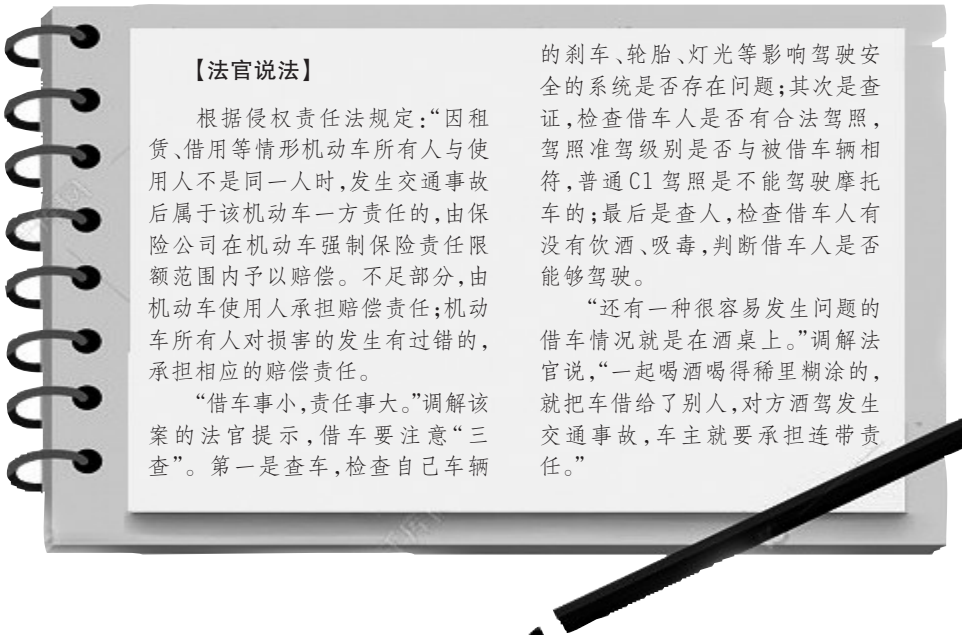 【法官说法】
根据侵权责任法规定:“因租
赁、借用等情形机动车所有人与使
用人不是同一人时,发生交通事故
后属于该机动车一方责任的,由保
险公司在机动车强制保险责任限
额范围内予以赔偿。不足部分,由
机动车使用人承担赔偿责任;机动
车所有人对损害的发生有过错的,
承担相应的赔偿责任。
“借车事小,责任事大。”调解该
案的法官提示,借车要注意“三
查”。第一是查车,检查自己车辆
的刹车、轮胎、灯光等影响驾驶安
全的系统是否存在问题;其次是查
证,检查借车人是否有合法驾照,
驾照准驾级别是否与被借车辆相
符,普通C1驾照是不能驾驶摩托
车的;最后是查人,检查借车人有
没有饮酒、吸毒,判断借车人是否
能够驾驶。
“还有一种很容易发生问题的
借车情况就是在酒桌上。”调解法
官说,“一起喝酒喝得稀里糊涂的,
就把车借给了别人,对方酒驾发生
交通事故,车主就要承担连带责
任。”